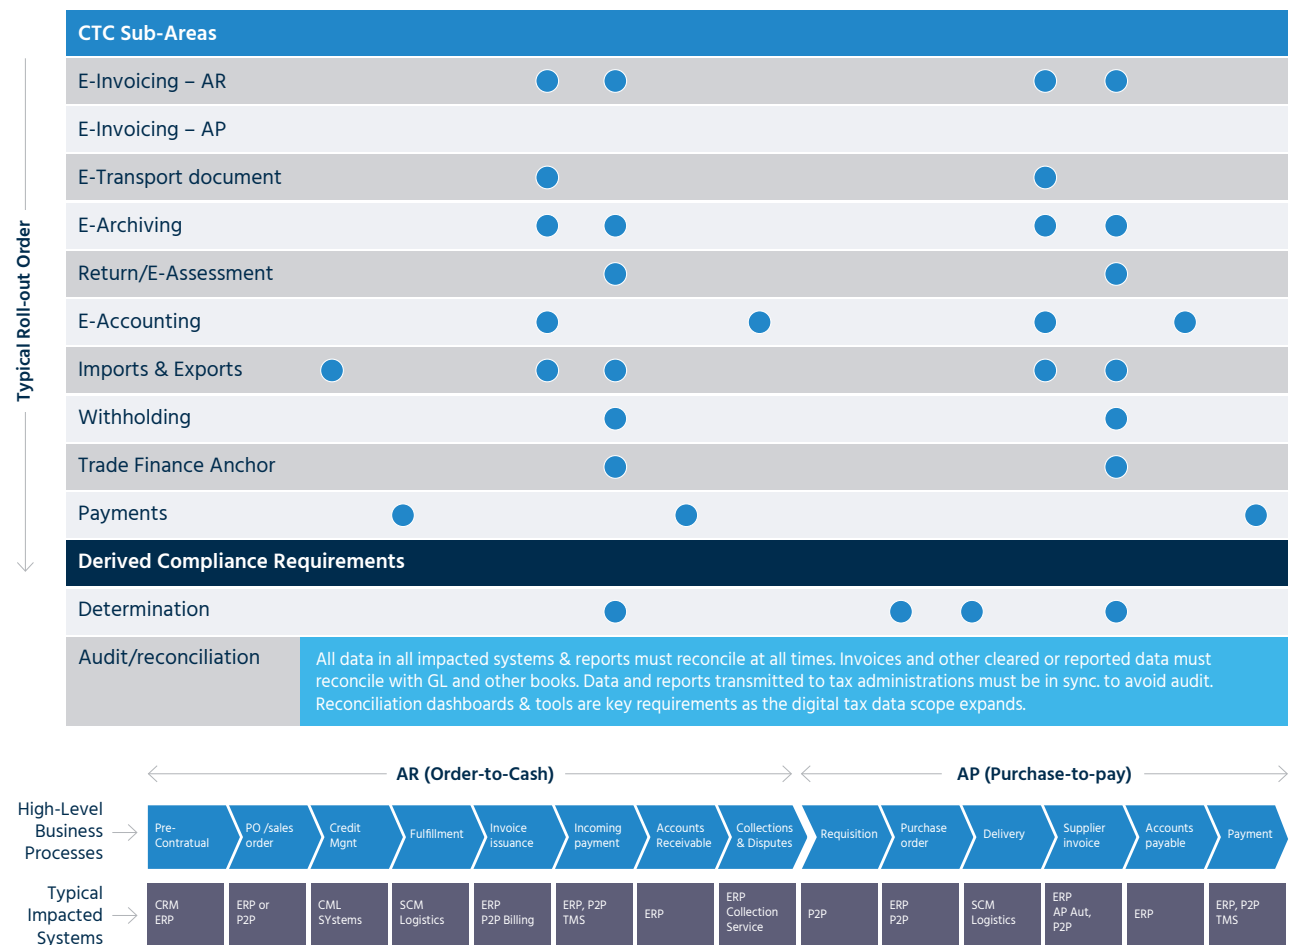 CTC Sub-Areas
Typical Roll-out Order
E-Invoicing – AR
E-Invoicing – AP
E-Transport document
E-Archiving
Return/E-Assessment
E-Accounting
Imports & Exports
Withholding
Trade Finance Anchor
Payments
Derived Compliance Requirements
Determination
Audit/reconciliation
All data in all impacted systems & reports must reconcile at all times. Invoices and other cleared or reported data must
reconcile with GL and other books. Data and reports transmitted to tax administrations must be in sync. to avoid audit.
Reconciliation dashboards & tools are key requirements as the digital tax data scope expands.
AR (Order-to-Cash)
AP (Purchase-to-pay)
High-Level
Business
Processes
Pre-
Contratual
PO /sales
order
Credit
Mgnt
Fulfillment
Invoice
issuance
Incoming
payment
Accounts
Receivable
Collections
& Disputes
Requisition
Purchase
order
Delivery
Supplier
invoice
Accounts
payable
Payment
Typical
Impacted
Systems
CRM
ERP
ERP or
P2P
CML
SYstems
SCM
Logistics
ERP
P2P Billing
ERP, P2P
TMS
ERP
ERP
Collection
Service
P2P
ERP
P2P
SCM
Logistics
ERP
AP Aut,
P2P
ERP
ERP, P2P
TMS